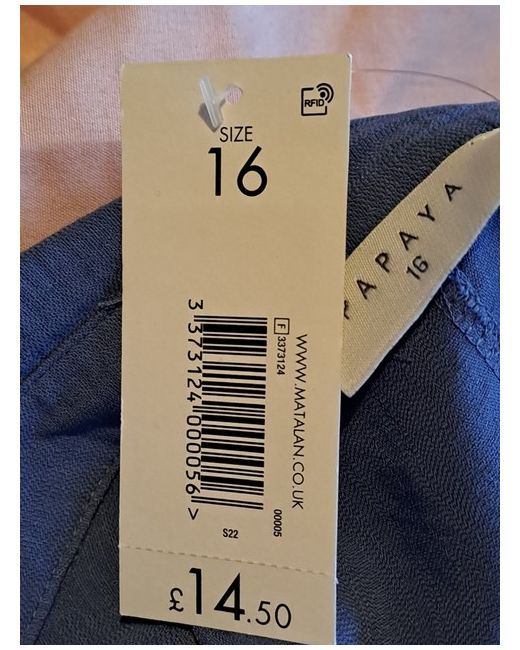 RFID
SIZE
16
PAPAYA
16
WWW.MATALAN.CO.UK
F 3373124
00005
3 373124 000056 >
S22
£14.50